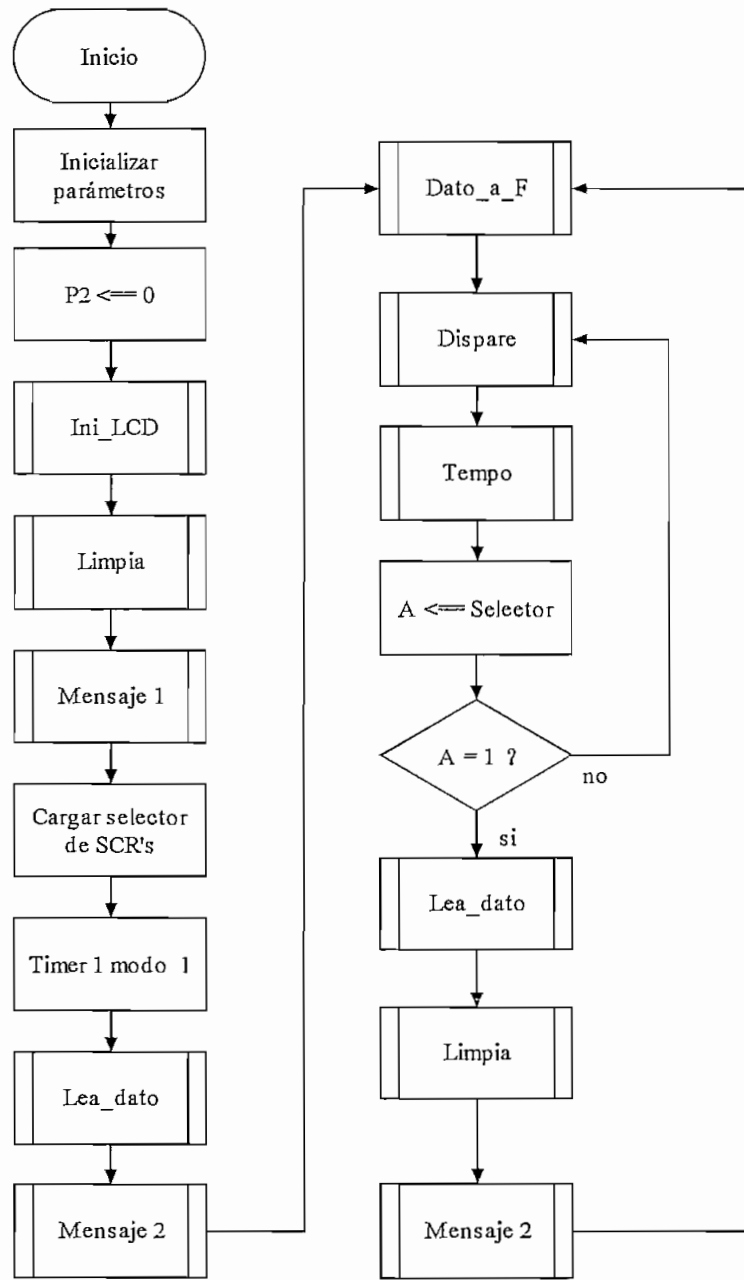 Inicio
Inicializar
parámetros
P2 <== 0
Ini_LCD
Limpia
Mensaje 1
Cargar selector
de SCR's
Timer 1 modo 1
Lea_dato
Mensaje 2
Dato_a_F
Dispare
Tempo
A <== Selector
A = 1 ?
no
si
Lea_dato
Limpia
Mensaje 2